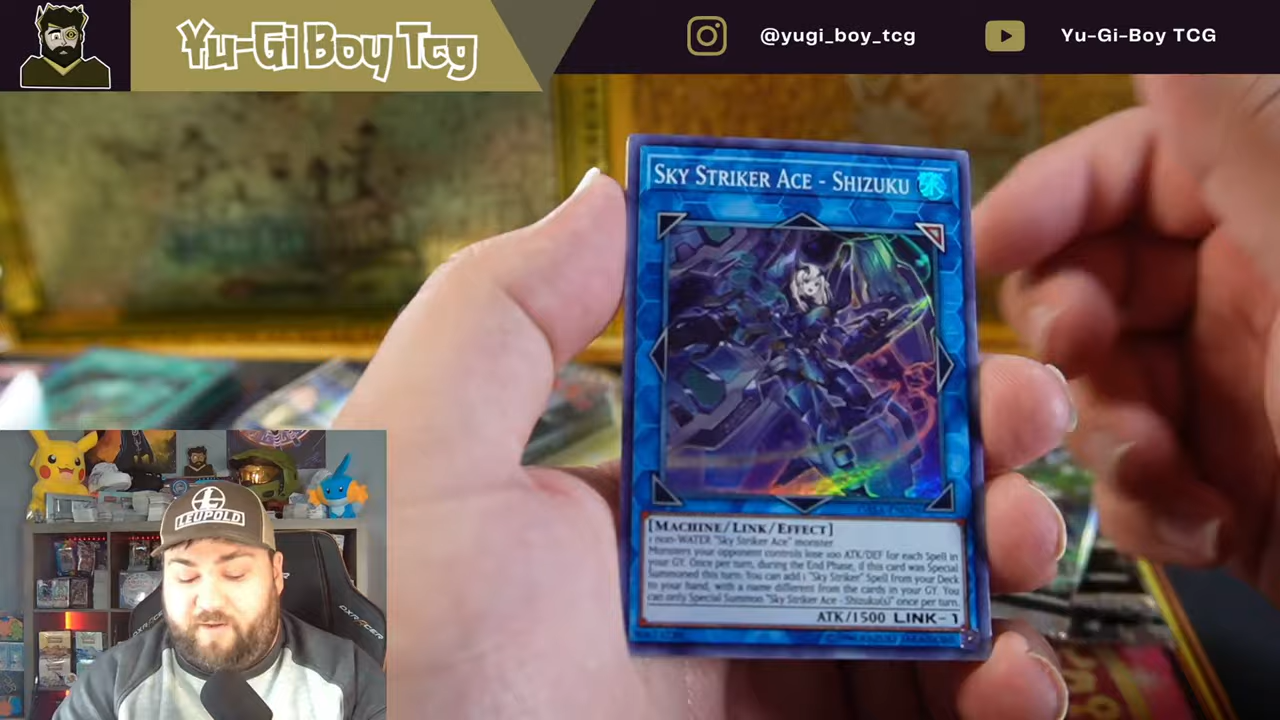 Yu-Gi Boy Tcg
@yugi_boy_tcg
Yu-Gi-Boy TCG
SKY STRIKER ACE - SHIZUKU
水
[MACHINE/LINK/EFFECT]
1 non-WATER "Sky Striker Ace" monster
Monsters your opponent controls lose 100 ATK/DEF for each Spell in
your GY. Once per turn, during the End Phase, if this card was Special
Summoned this turn: You can add 1 "Sky Striker" Spell from your Deck
to your hand, with a name different from the cards in your GY. You
can only Special Summon "Sky Striker Ace - Shizuku(s)" once per turn.
ATK/1500 LINK-1
LEUPOLD
DXRACER